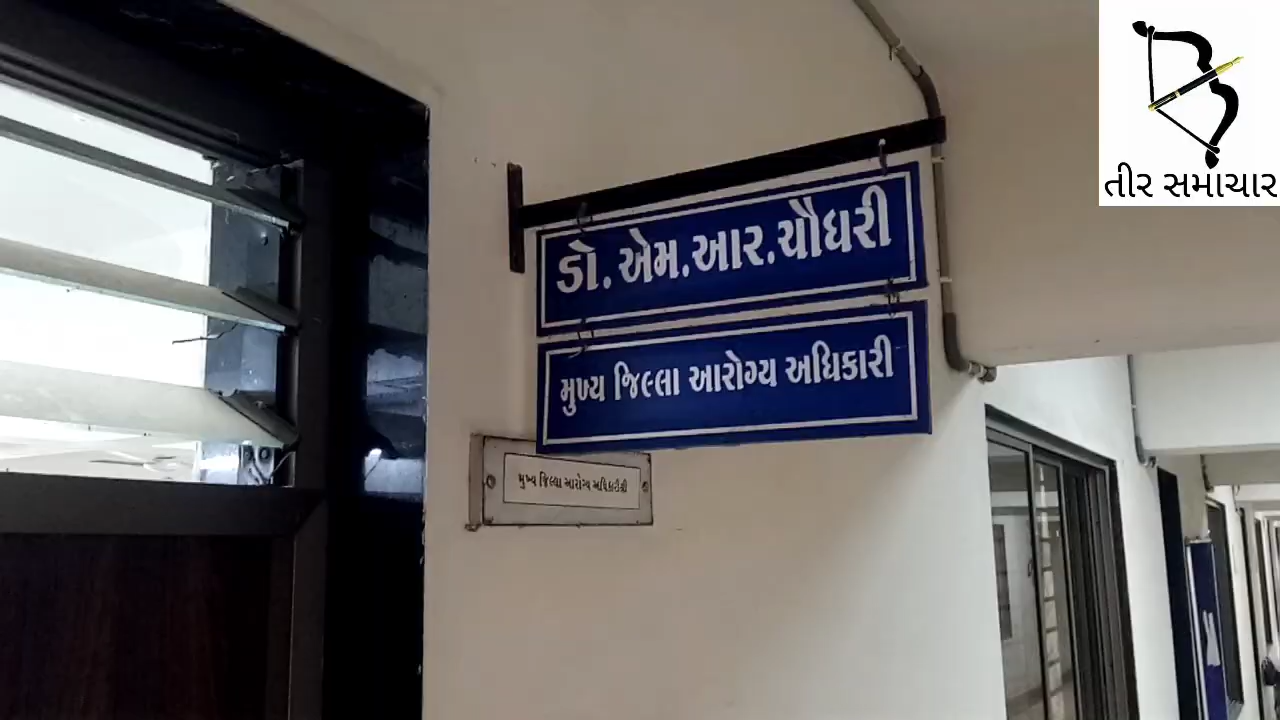 ડો. એમ.આર.ચૌધરી
મુખ્ય જિલ્લા આરોગ્ય અધિકારી
મુખ્ય જિલ્લા આરોગ્ય અધિકારીશ્રી
તીર સમાચાર